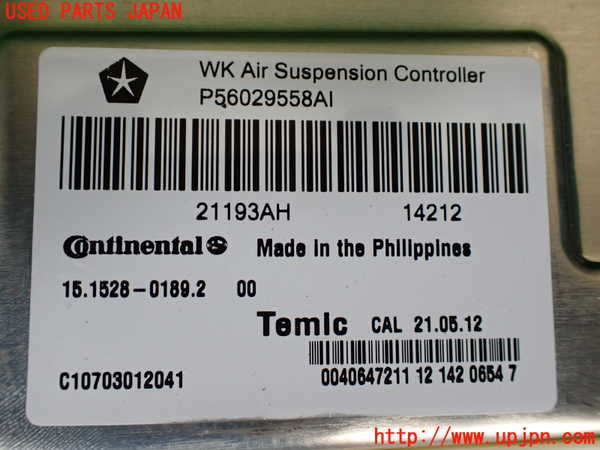 USED PARTS JAPAN
WK Air Suspension Controller
P56029558AI
21193AH 14212
Continental Made in the Philippines
15.1528-0189.2 00
Temic CAL 21.05.12
C10703012041 0040647211 12 142 0654 7
http://www.upjpn.com/